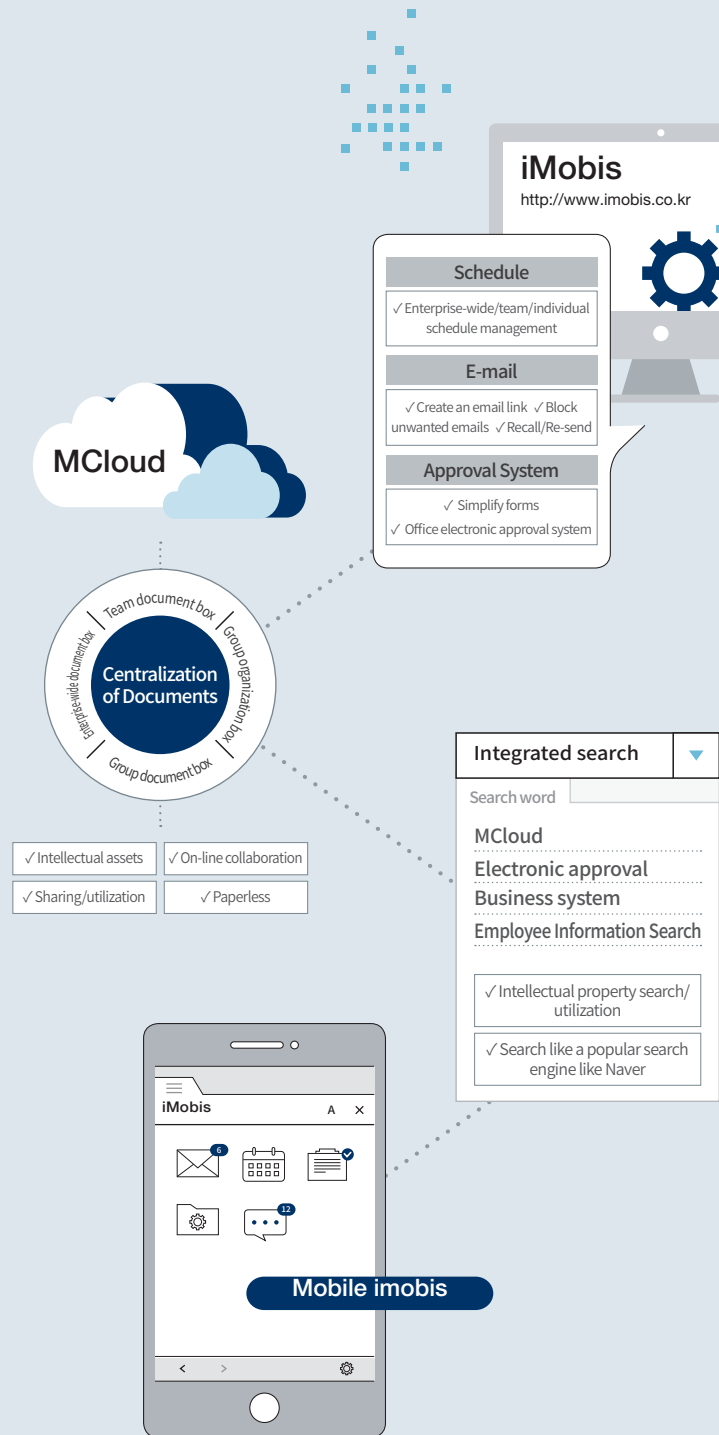 iMobis
http://www.imobis.co.kr
Schedule
✓ Enterprise-wide/team/individual
schedule management
E-mail
✓ Create an email link ✓ Block
unwanted emails ✓ Recall/Re-send
Approval System
✓ Simplify forms
✓ Office electronic approval system
MCloud
Team document box
Group organization box
Group document box
Enterprise-wide document box
Centralization
of Documents
✓ Intellectual assets
✓ On-line collaboration
✓ Sharing/utilization
✓ Paperless
Integrated search
Search word
MCloud
Electronic approval
Business system
Employee Information Search
✓ Intellectual property search/
utilization
✓ Search like a popular search
engine like Naver
iMobis
A
6
12
Mobile imobis